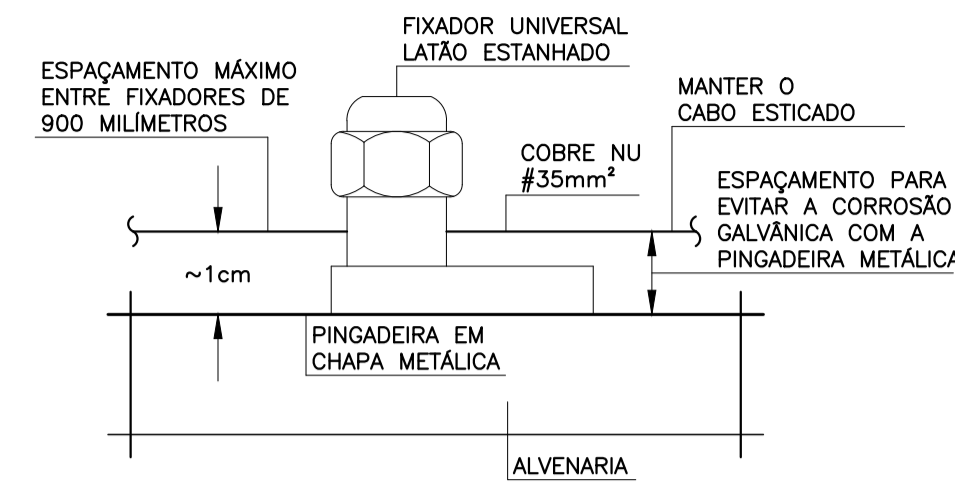 FIXADOR UNIVERSAL
LATÃO ESTANHADO
ESPAÇAMENTO MÁXIMO
ENTRE FIXADORES DE
900 MILÍMETROS
MANTER O
CABO ESTICADO
COBRE NU
#35mm²
ESPAÇAMENTO PARA
EVITAR A CORROSÃO
GALVÂNICA COM A
PINGADEIRA METÁLICA
~1cm
PINGADEIRA EM
CHAPA METÁLICA
ALVENARIA